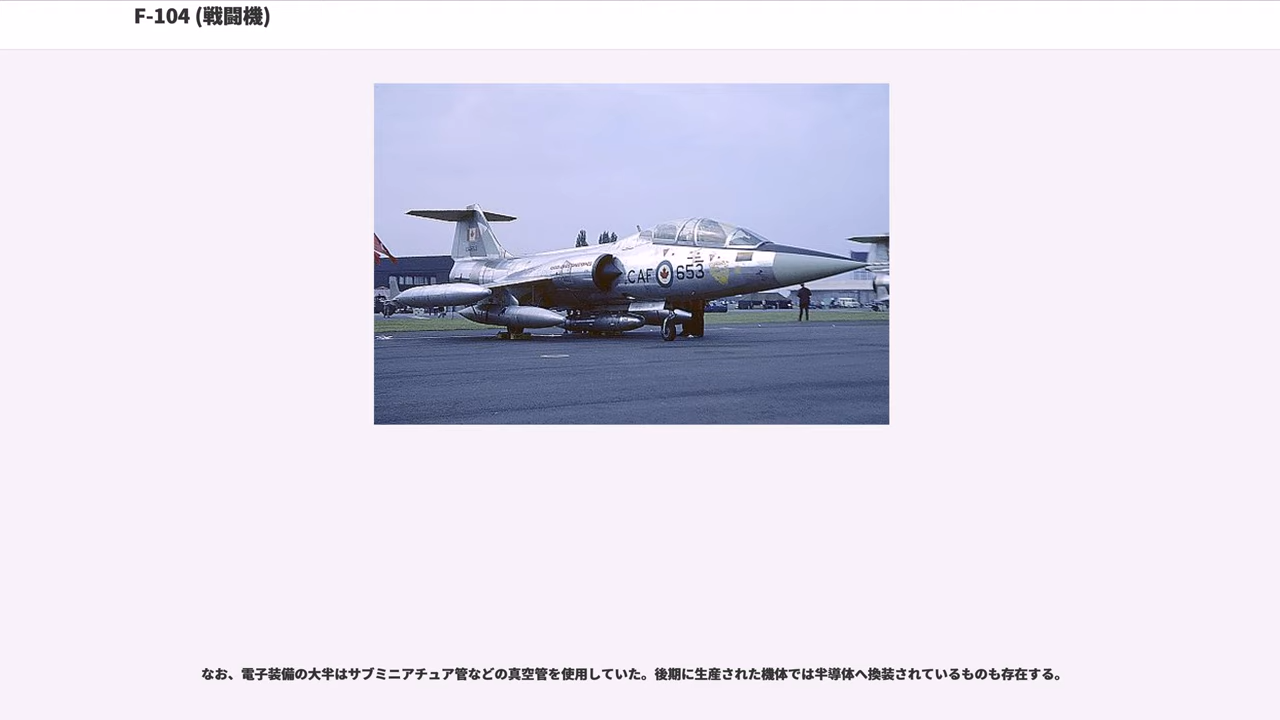 F-104 (戦闘機)
CAF 653
なお、電子装備の大半はサブミニアチュア管などの真空管を使用していた。後期に生産された機体では半導体へ換装されているものも存在する。